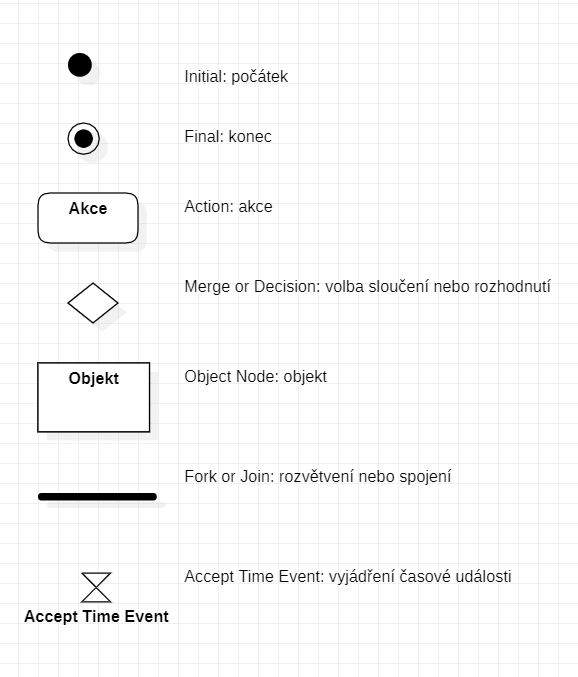 Initial: počátek
Final: konec
Akce
Action: akce
Merge or Decision: volba sloučení nebo rozhodnutí
Objekt
Object Node: objekt
Fork or Join: rozvětvení nebo spojení
Accept Time Event: vyjádření časové události
Accept Time Event